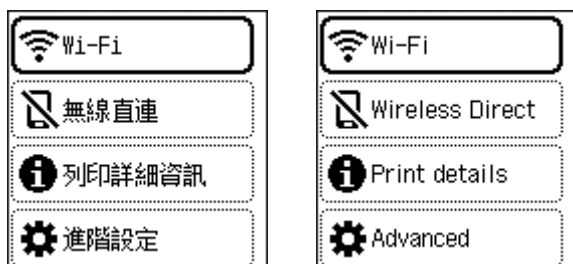 Wi-Fi
無線直連
列印詳細資訊
進階設定
Wi-Fi
Wireless Direct
Print details
Advanced